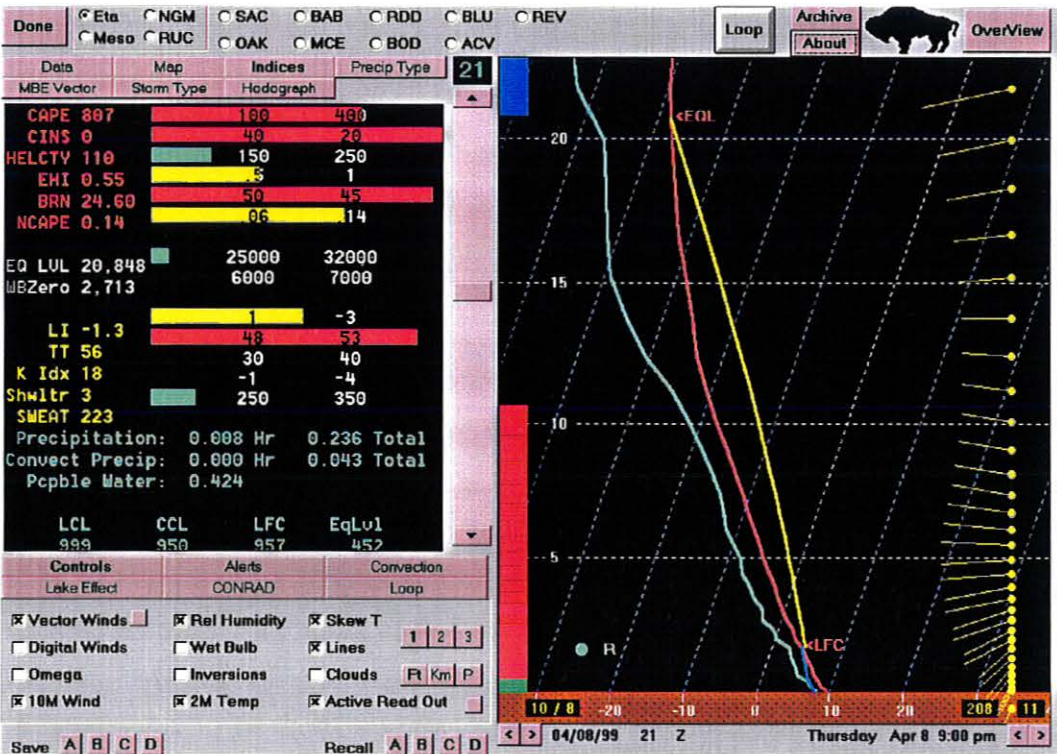 Done
Eta NGM SAC BAB RDD BLU REV
Meso RUC OAK MCE BOD ACV
Loop
Archive
About
OverView
Data Map Indices Precip Type 21
MBE Vector Storm Type Hodograph
CAPE 807 100 400
CINS 0 40 20
HELCTY 110 150 250
EHI 0.55 .5 1
BRN 24.60 50 45
NCAPE 0.14 .06 .14
EQ LVL 20,848 25000 32000
WBZero 2,713 6000 7000
LI -1.3 1 -3
TT 56 48 53
K Idx 18 30 40
Shwltr 3 -1 -4
SWEAT 223 250 350
Precipitation: 0.008 Hr 0.236 Total
Convect Precip: 0.000 Hr 0.043 Total
Pcpble Water: 0.424
LCL CCL LFC EqLvl
999 950 957 452
Controls Alerts Convection
Lake Effect CONRAD Loop
Vector Winds Rel Humidity Skew T
1 2 3
Digital Winds Wet Bulb Lines
Omega Inversions Clouds Ft Km P
10M Wind 2M Temp Active Read Out
Save A B C D Recall A B C D
<EQL
20
15
10
5
R
<LFC
10 / 8 -20 -10 0 10 20 208 11
< > 04/08/99 21 Z Thursday Apr 8 9:00 pm < >